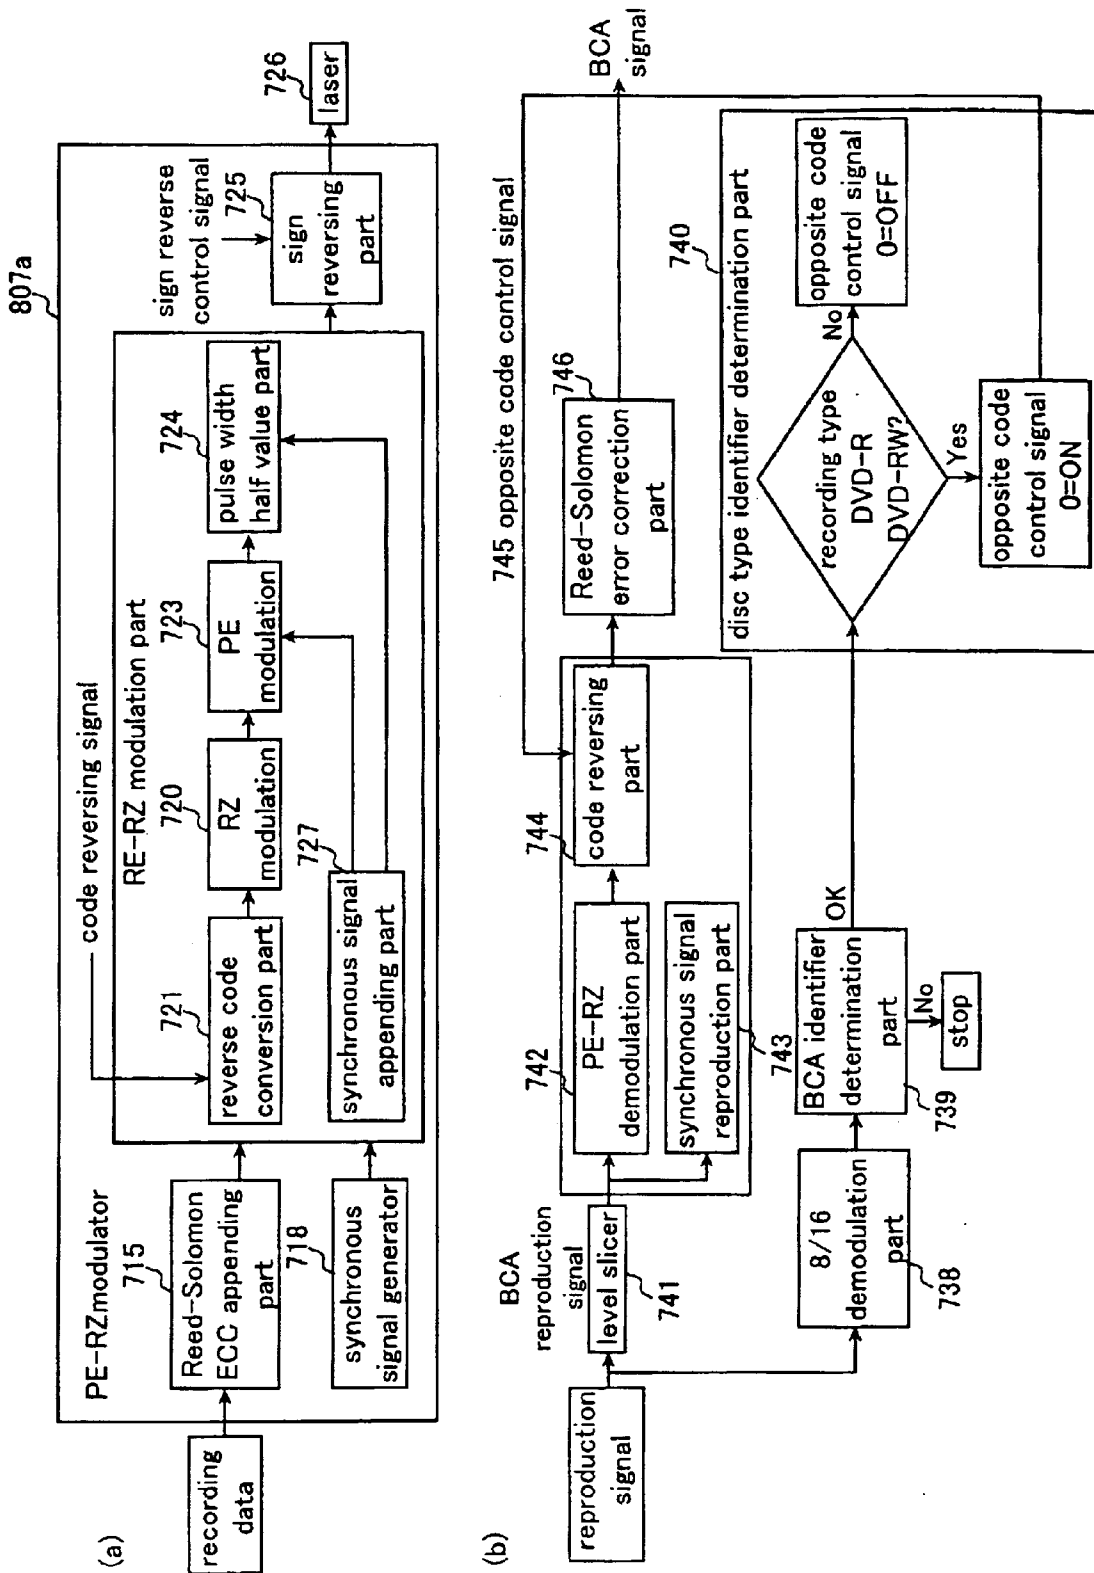 (a)
807a
PE-RZmodulator
recording
data
715
Reed-Solomon
ECC appending
part
718
synchronous
signal generator
code reversing signal
RE-RZ modulation part
721
reverse code
conversion part
720
RZ
modulation
723
PE
modulation
724
pulse width
half value part
727
synchronous signal
appending part
sign reverse
control signal
725
sign
reversing
part
726
laser
(b)
reproduction
signal
BCA
reproduction
signal
level slicer
741
742
PE-RZ
demodulation part
synchronous signal
reproduction part
743
744
code reversing
part
745 opposite code control signal
746
Reed-Solomon
error correction
part
BCA
signal
8/16
demodulation
part
738
BCA identifier
determination
part
739
OK
No
stop
740
disc type identifier determination part
recording type
DVD-R
DVD-RW?
No
opposite code
control signal
0=OFF
Yes
opposite code
control signal
0=ON